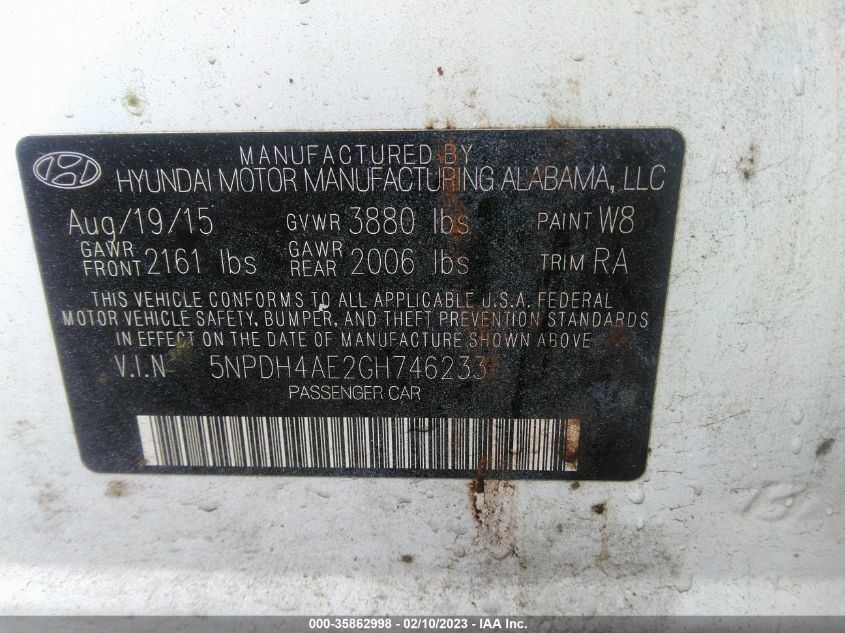 MANUFACTURED BY
HYUNDAI MOTOR MANUFACTURING ALABAMA, LLC
Aug/19/15 GVWR 3880 lbs PAINT W8
GAWR FRONT 2161 lbs GAWR REAR 2006 lbs TRIM RA
THIS VEHICLE CONFORMS TO ALL APPLICABLE U.S.A. FEDERAL
MOTOR VEHICLE SAFETY, BUMPER, AND THEFT PREVENTION STANDARDS
IN EFFECT ON THE DATE OF MANUFACTURE SHOWN ABOVE
V.I.N 5NPDH4AE2GH746233
PASSENGER CAR
000-35862998 - 02/10/2023 - IAA Inc.